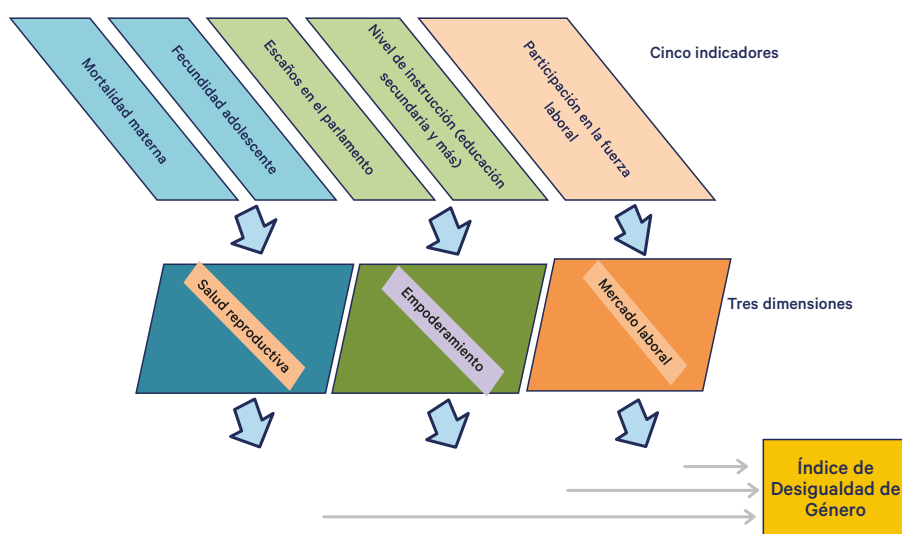 Mortalidad materna
Fecundidad adolescente
Escaños en el parlamento
Nivel de instrucción (educación
secundaria y más)
Participación en la fuerza
laboral
Cinco indicadores
Salud reproductiva
Empoderamiento
Mercado laboral
Tres dimensiones
Índice de
Desigualdad de
Género